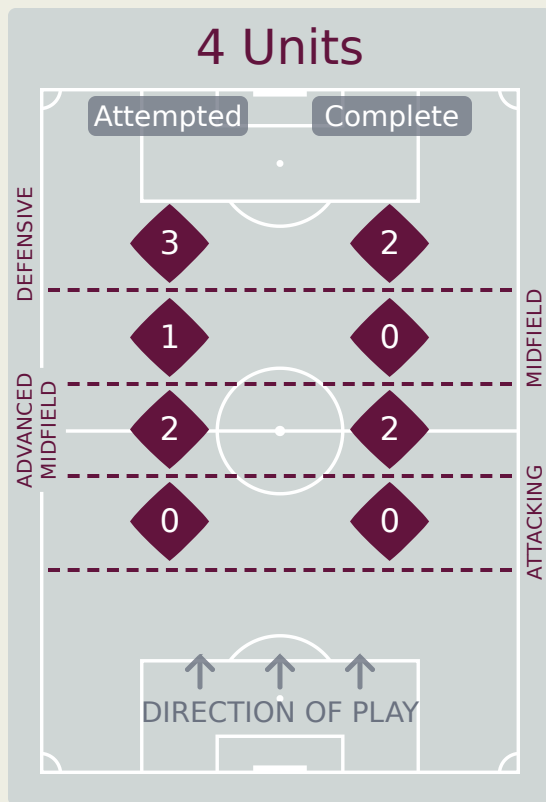 4 Units
Attempted
Complete
DEFENSIVE
3
2
MIDFIELD
1
0
ADVANCED
MIDFIELD
2
2
ATTACKING
0
0
DIRECTION OF PLAY